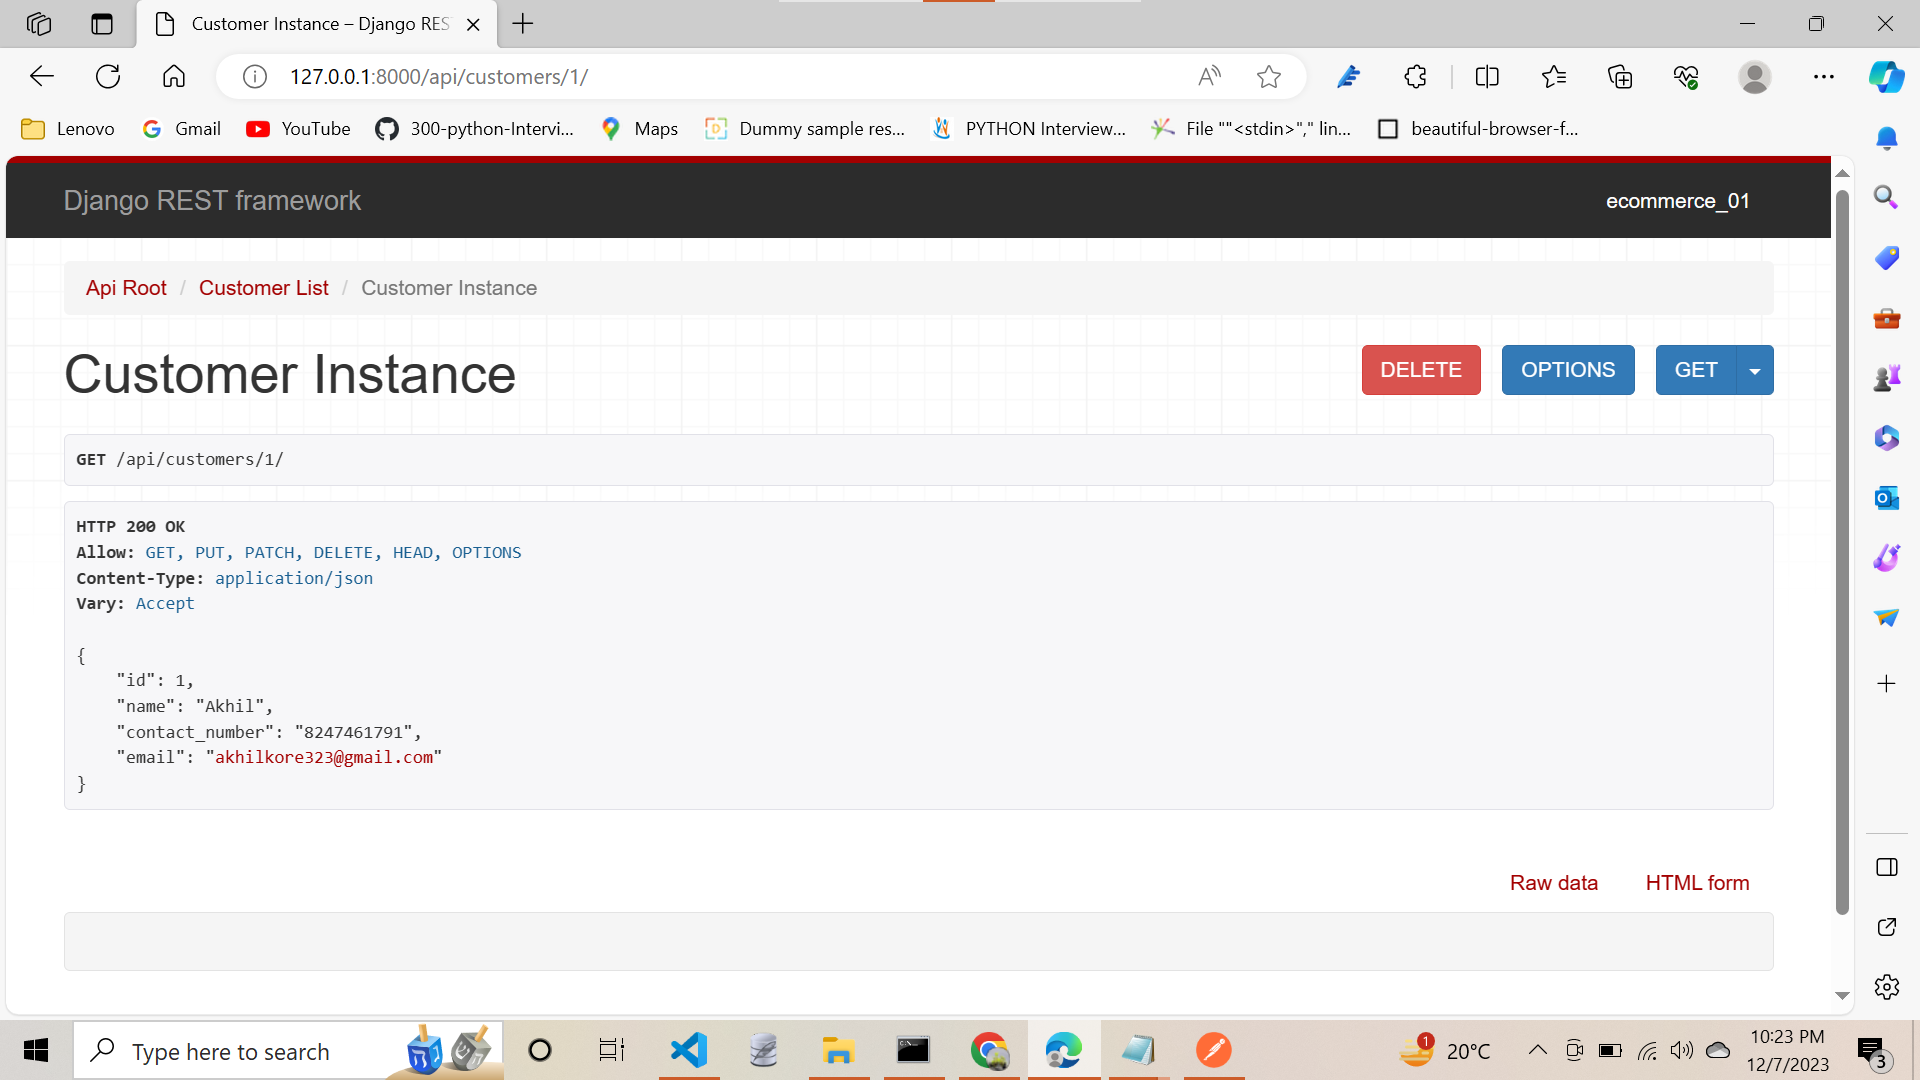 Customer Instance – Django RES
127.0.0.1:8000/api/customers/1/
Lenovo
Gmail
YouTube
300-python-Intervi...
Maps
Dummy sample res...
PYTHON Interview...
File ""<stdin>"," lin...
beautiful-browser-f...
Django REST framework
ecommerce_01
Api Root / Customer List / Customer Instance
Customer Instance
DELETE
OPTIONS
GET
GET /api/customers/1/
HTTP 200 OK
Allow: GET, PUT, PATCH, DELETE, HEAD, OPTIONS
Content-Type: application/json
Vary: Accept
{
"id": 1,
"name": "Akhil",
"contact_number": "8247461791",
"email": "akhilkore323@gmail.com"
}
Raw data
HTML form
Type here to search
1
20°C
10:23 PM
12/7/2023
3